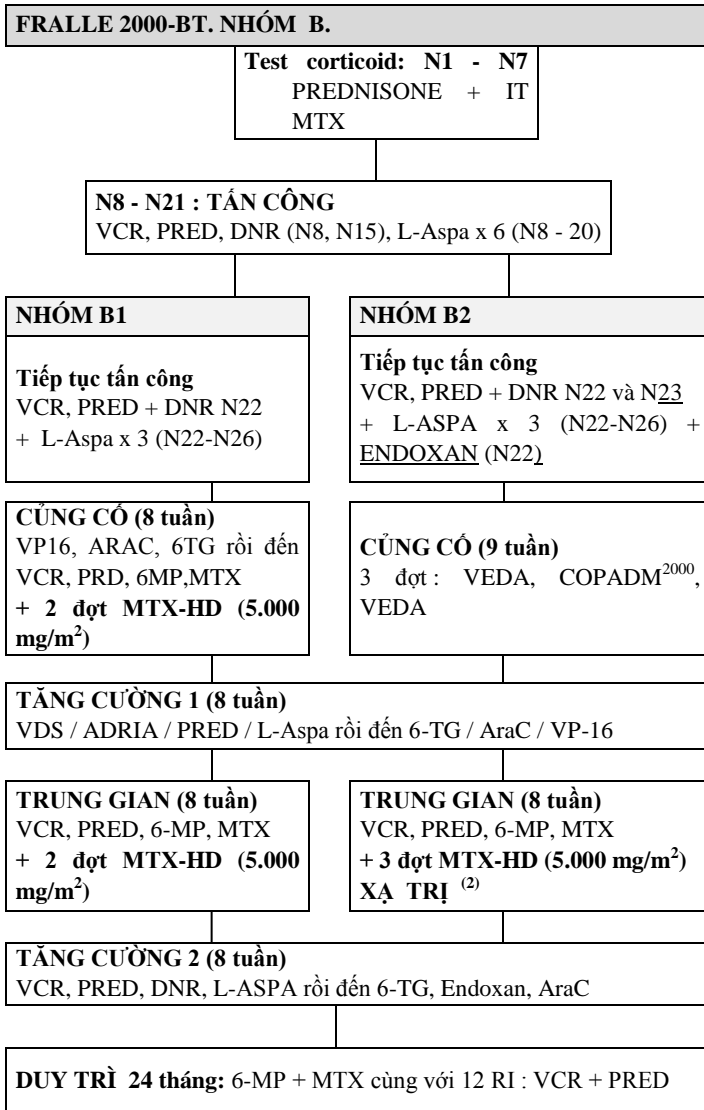 FRALLE 2000-BT. NHÓM B.
Test corticoid: N1 - N7
PREDNISONE + IT
MTX
N8 - N21 : TẤN CÔNG
VCR, PRED, DNR (N8, N15), L-Aspa x 6 (N8 - 20)
NHÓM B1
Tiếp tục tấn công
VCR, PRED + DNR N22
+ L-Aspa x 3 (N22-N26)
NHÓM B2
Tiếp tục tấn công
VCR, PRED + DNR N22 và N23
+ L-ASPA x 3 (N22-N26) +
ENDOXAN (N22)
CỦNG CỐ (8 tuần)
VP16, ARAC, 6TG rồi đến
VCR, PRD, 6MP,MTX
+ 2 đợt MTX-HD (5.000
mg/m²)
CỦNG CỐ (9 tuần)
3 đợt : VEDA, COPADM²⁰⁰⁰,
VEDA
TĂNG CƯỜNG 1 (8 tuần)
VDS / ADRIA / PRED / L-Aspa rồi đến 6-TG / AraC / VP-16
TRUNG GIAN (8 tuần)
VCR, PRED, 6-MP, MTX
+ 2 đợt MTX-HD (5.000
mg/m²)
TRUNG GIAN (8 tuần)
VCR, PRED, 6-MP, MTX
+ 3 đợt MTX-HD (5.000 mg/m²)
XẠ TRỊ ⁽²⁾
TĂNG CƯỜNG 2 (8 tuần)
VCR, PRED, DNR, L-ASPA rồi đến 6-TG, Endoxan, AraC
DUY TRÌ 24 tháng: 6-MP + MTX cùng với 12 RI : VCR + PRED